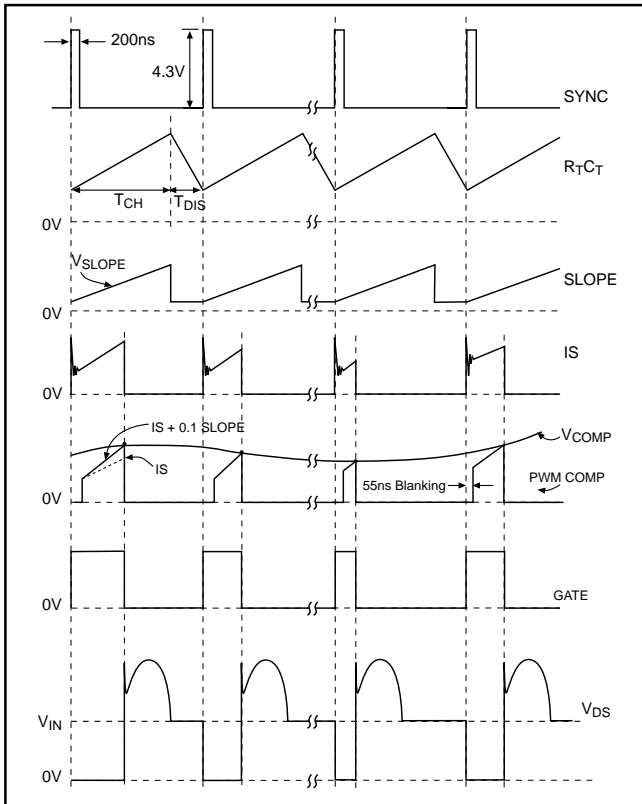 200ns
4.3V
SYNC
RTCT
TCH
TDIS
0V
VSLOPE
SLOPE
0V
IS
0V
IS + 0.1 SLOPE
VCOMP
IS
55ns Blanking
PWM COMP
0V
GATE
0V
VIN
VDS
0V